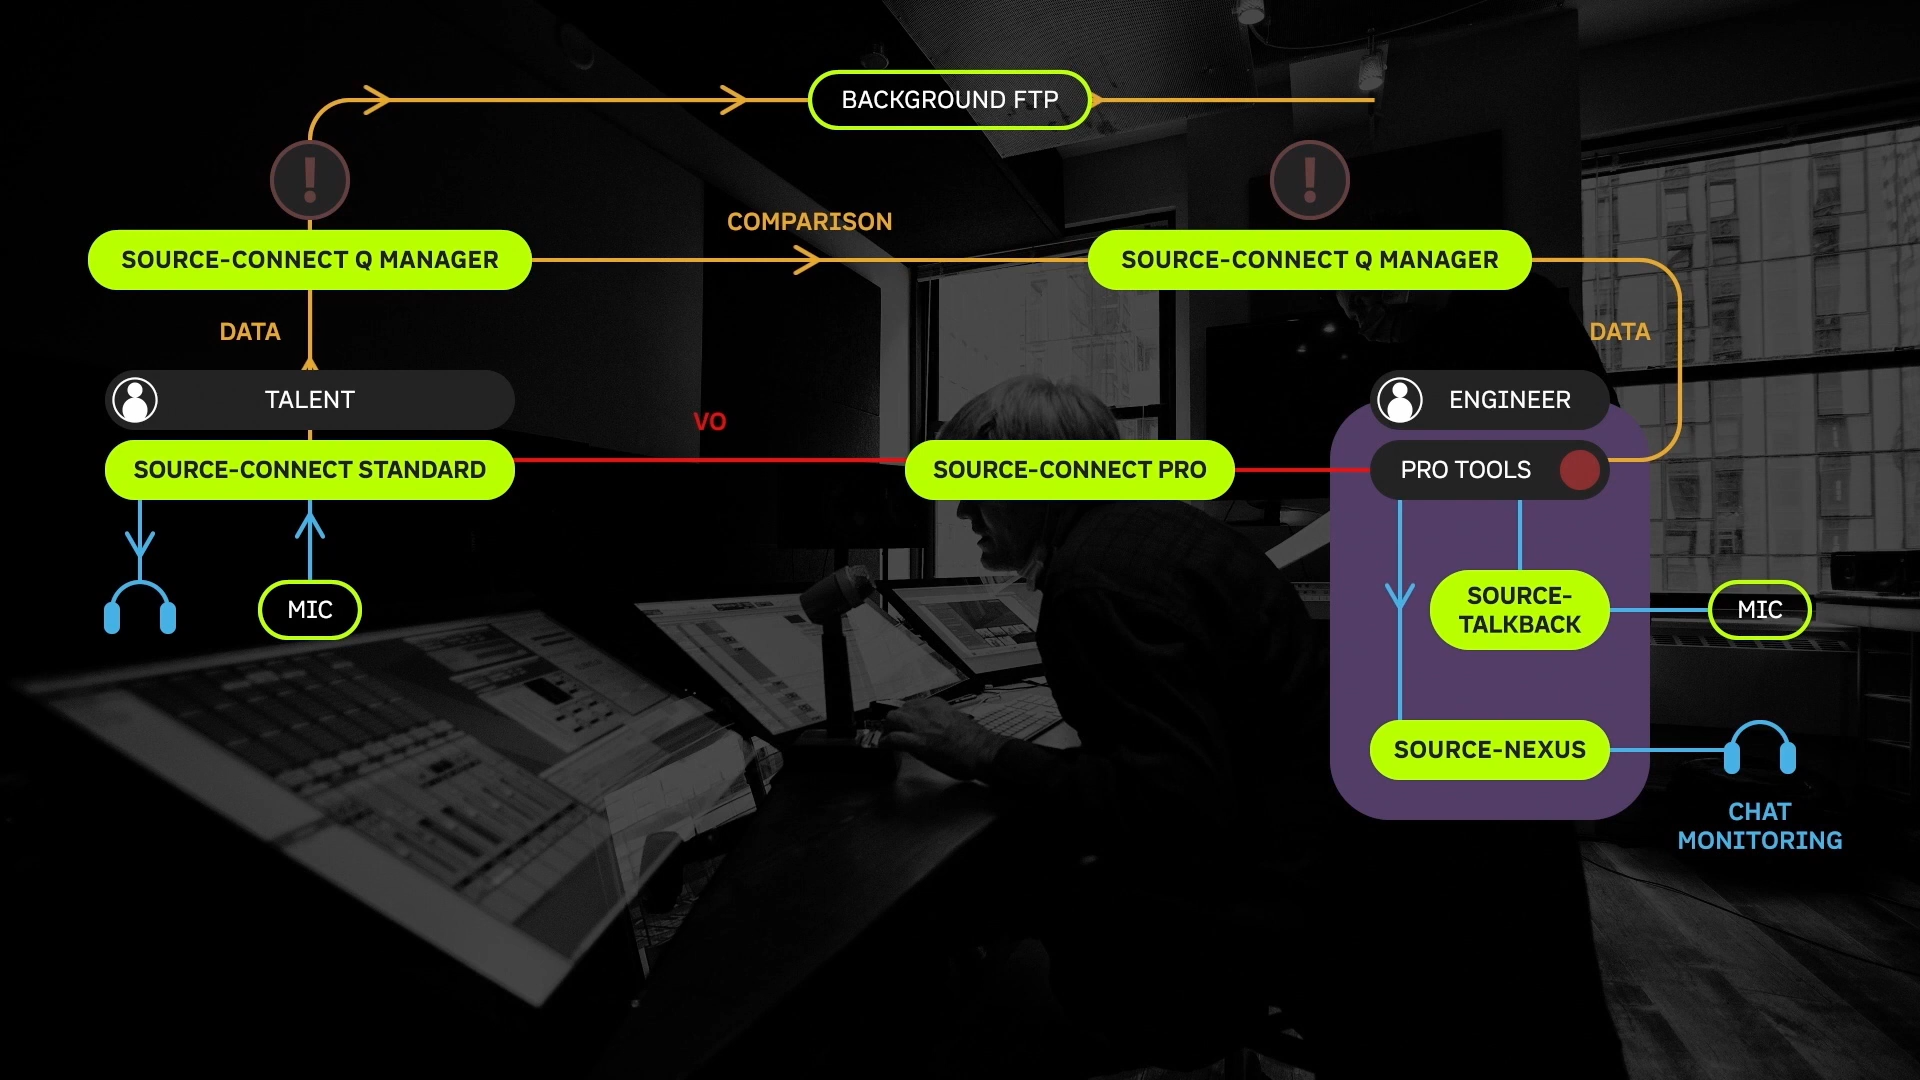 BACKGROUND FTP
!
!
COMPARISON
SOURCE-CONNECT Q MANAGER
SOURCE-CONNECT Q MANAGER
DATA
DATA
TALENT
ENGINEER
VO
SOURCE-CONNECT STANDARD
SOURCE-CONNECT PRO
PRO TOOLS
MIC
SOURCE-
TALKBACK
MIC
SOURCE-NEXUS
CHAT
MONITORING